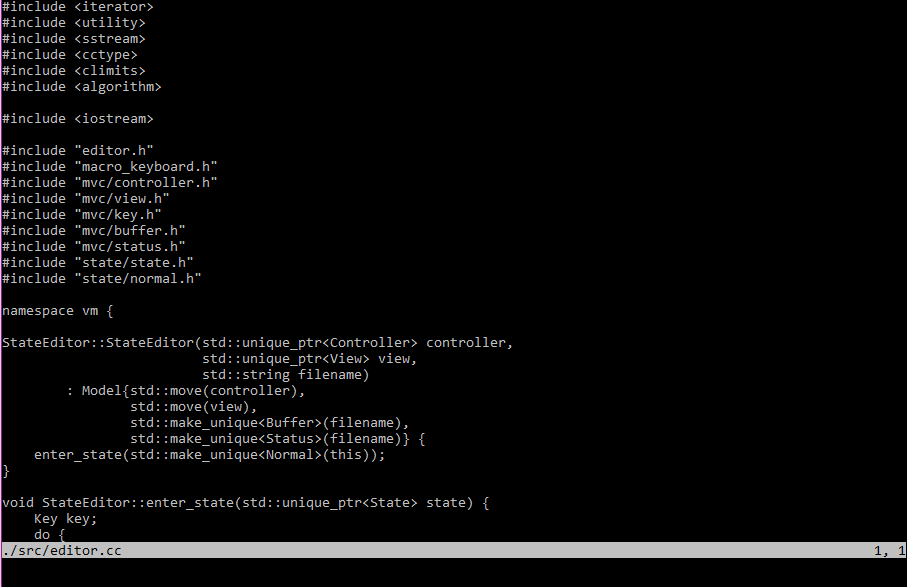 #include <iterator>
#include <utility>
#include <sstream>
#include <cctype>
#include <climits>
#include <algorithm>

#include <iostream>

#include "editor.h"
#include "macro_keyboard.h"
#include "mvc/controller.h"
#include "mvc/view.h"
#include "mvc/key.h"
#include "mvc/buffer.h"
#include "mvc/status.h"
#include "state/state.h"
#include "state/normal.h"

namespace vm {

StateEditor::StateEditor(std::unique_ptr<Controller> controller,
                         std::unique_ptr<View> view,
                         std::string filename)
        : Model{std::move(controller),
                std::move(view),
                std::make_unique<Buffer>(filename),
                std::make_unique<Status>(filename)} {
    enter_state(std::make_unique<Normal>(this));
}

void StateEditor::enter_state(std::unique_ptr<State> state) {
    Key key;
    do {
./src/editor.cc 1, 1